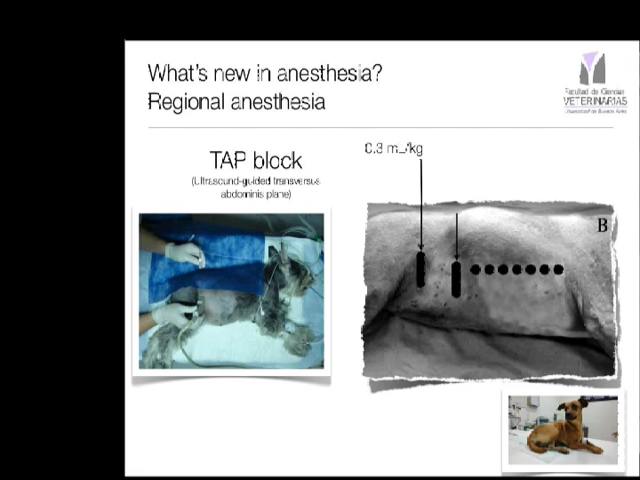 What's new in anesthesia?
Regional anesthesia
Facultad de Ciencias
VETERINARIAS
Universidad de Buenos Aires
TAP block
(Ultrasound-guided transversus
abdominis plane)
0.3 mL/kg
B